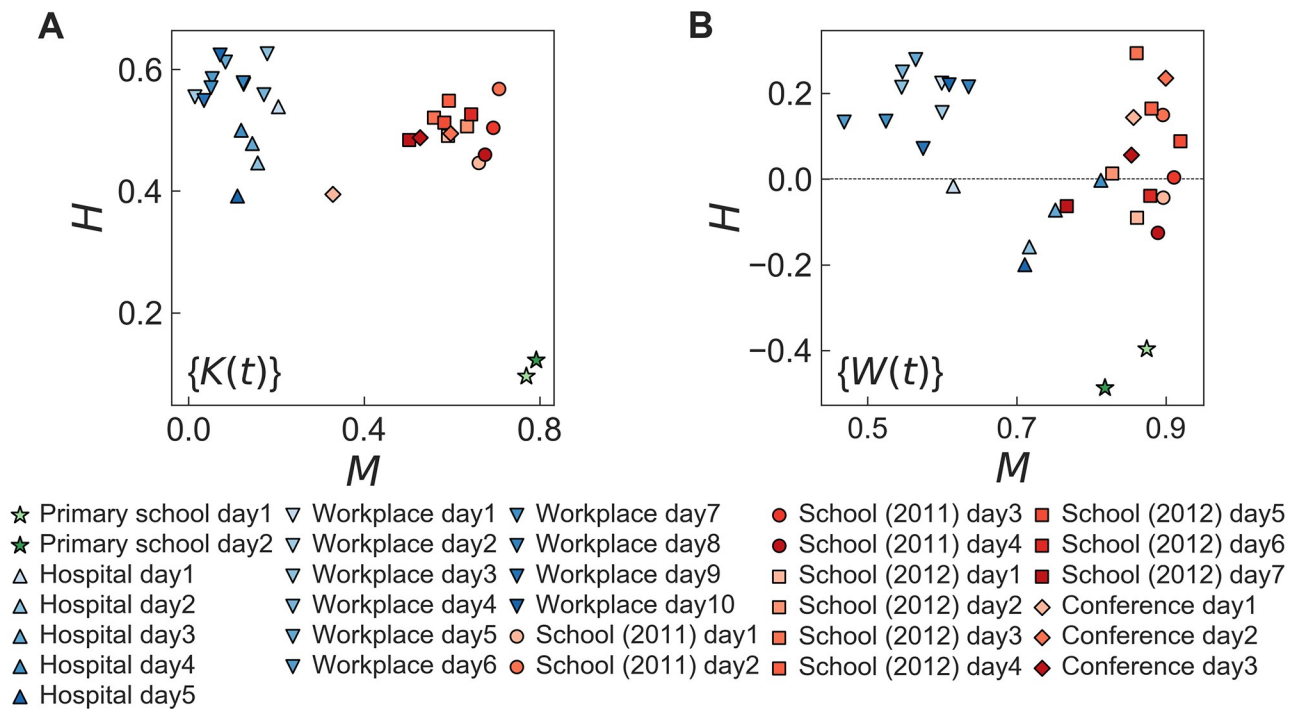 A
B
H
0.6
0.4
0.2
{K(t)}
0.0 0.4 0.8
M
H
0.2
0.0
−0.2
−0.4
{W(t)}
0.5 0.7 0.9
M
Primary school day1
Primary school day2
Hospital day1
Hospital day2
Hospital day3
Hospital day4
Hospital day5
Workplace day1
Workplace day2
Workplace day3
Workplace day4
Workplace day5
Workplace day6
Workplace day7
Workplace day8
Workplace day9
Workplace day10
School (2011) day1
School (2011) day2
School (2011) day3
School (2011) day4
School (2012) day1
School (2012) day2
School (2012) day3
School (2012) day4
School (2012) day5
School (2012) day6
School (2012) day7
Conference day1
Conference day2
Conference day3